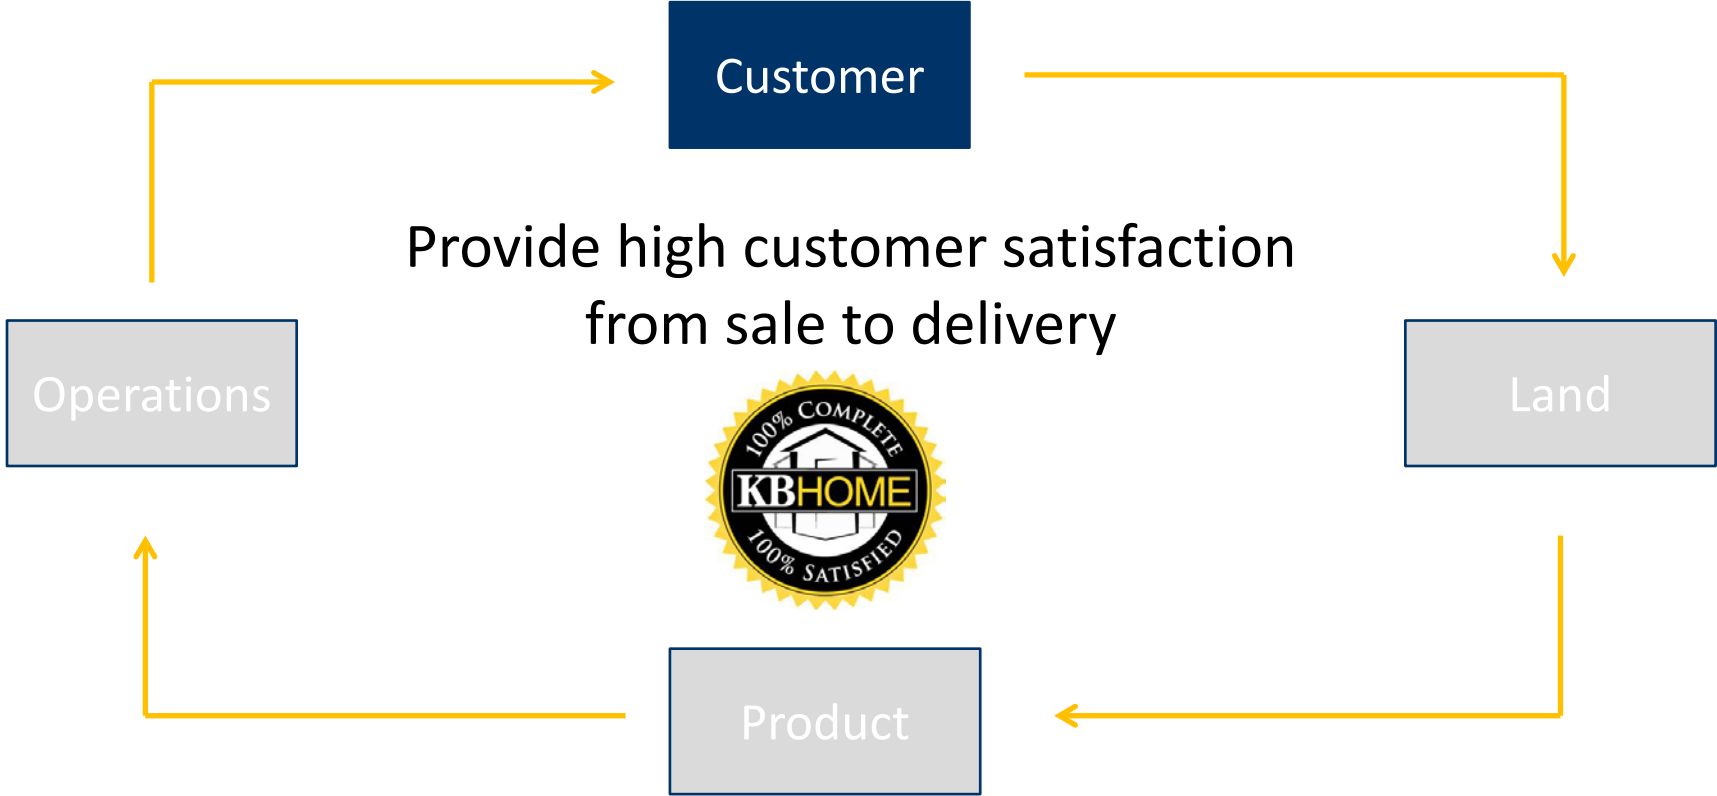 Customer
Provide high customer satisfaction
from sale to delivery
Operations
Land
100% COMPLETE
KBHOME
100% SATISFIED
Product